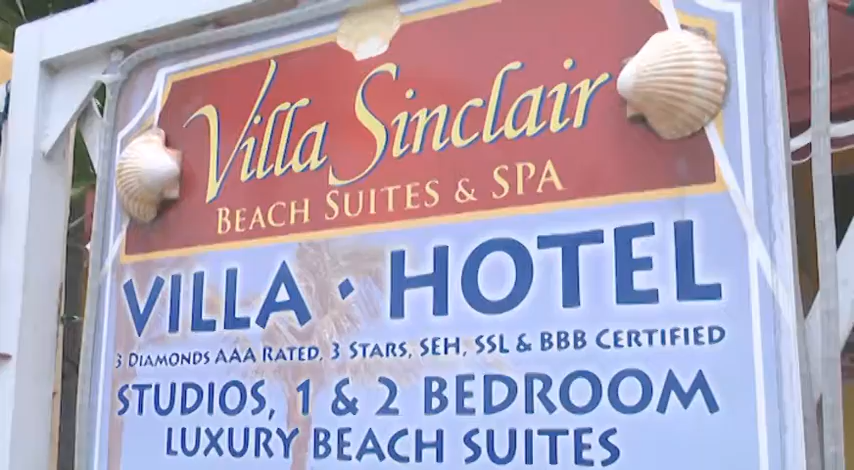 Villa Sinclair
BEACH SUITES & SPA
VILLA · HOTEL
3 DIAMONDS AAA RATED, 3 STARS, SEH, SSL & BBB CERTIFIED
STUDIOS, 1 & 2 BEDROOM
LUXURY BEACH SUITES